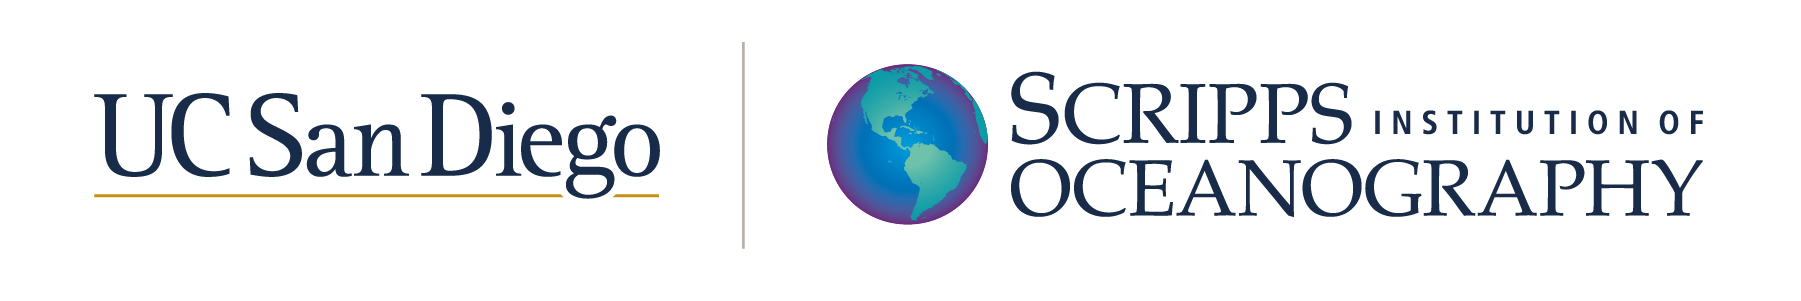 UC San Diego
SCRIPPS INSTITUTION OF
OCEANOGRAPHY